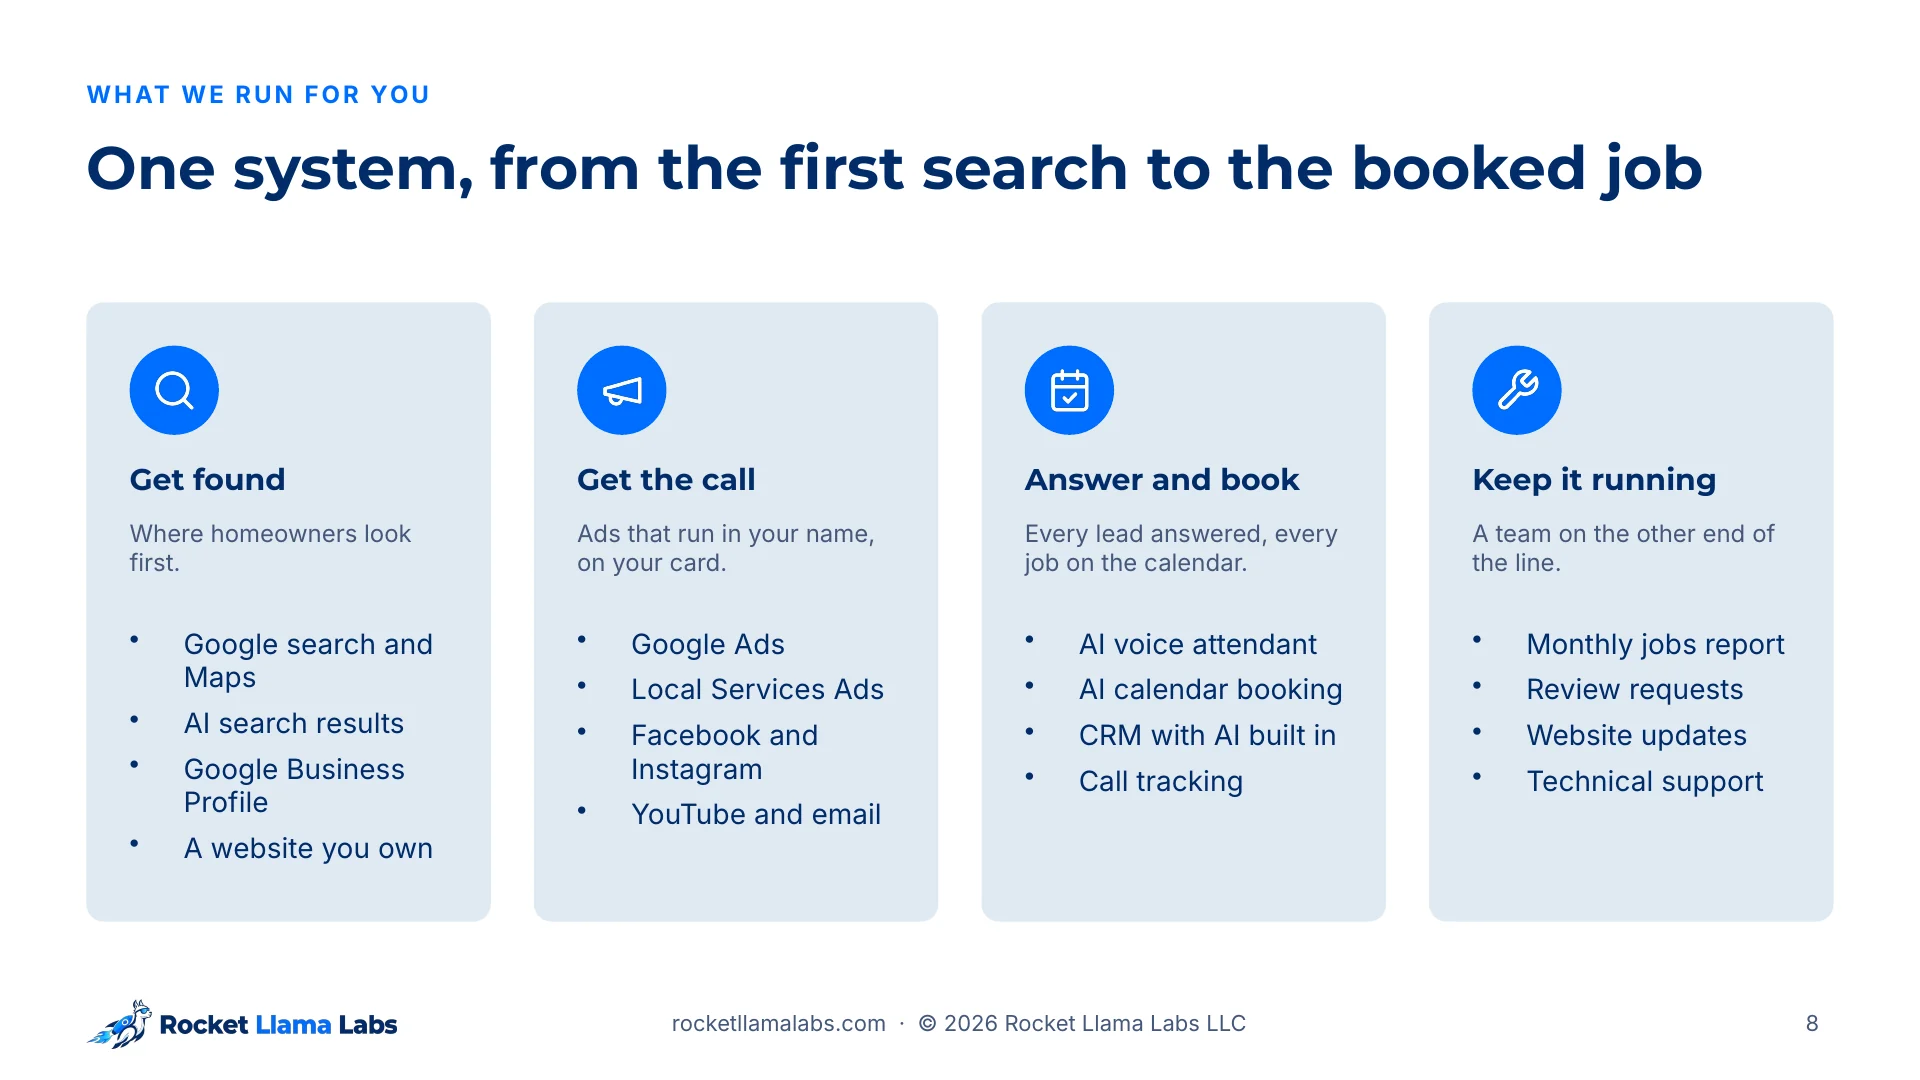 WHAT WE RUN FOR YOU
One system, from the first search to the booked job
Get found
Where homeowners look
first.
• Google search and
Maps
• AI search results
• Google Business
Profile
• A website you own
Get the call
Ads that run in your name,
on your card.
• Google Ads
• Local Services Ads
• Facebook and
Instagram
• YouTube and email
Answer and book
Every lead answered, every
job on the calendar.
• AI voice attendant
• AI calendar booking
• CRM with AI built in
• Call tracking
Keep it running
A team on the other end of
the line.
• Monthly jobs report
• Review requests
• Website updates
• Technical support
Rocket Llama Labs
rocketllamalabs.com · © 2026 Rocket Llama Labs LLC
8